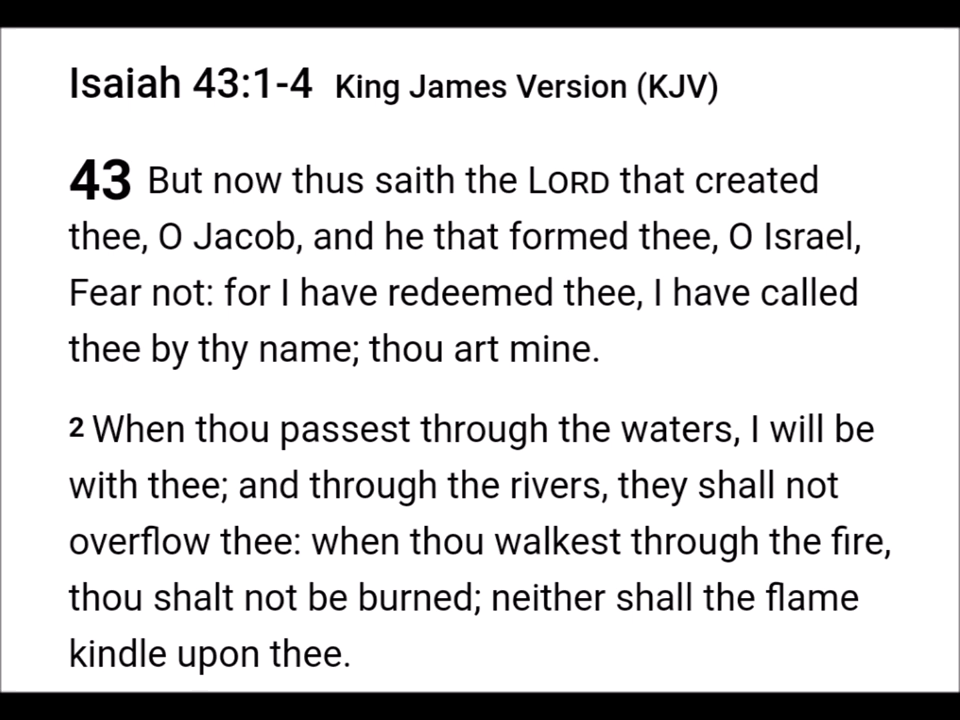 Isaiah 43:1-4 King James Version (KJV)
43 But now thus saith the LORD that created
thee, O Jacob, and he that formed thee, O Israel,
Fear not: for I have redeemed thee, I have called
thee by thy name; thou art mine.
2 When thou passest through the waters, I will be
with thee; and through the rivers, they shall not
overflow thee: when thou walkest through the fire,
thou shalt not be burned; neither shall the flame
kindle upon thee.